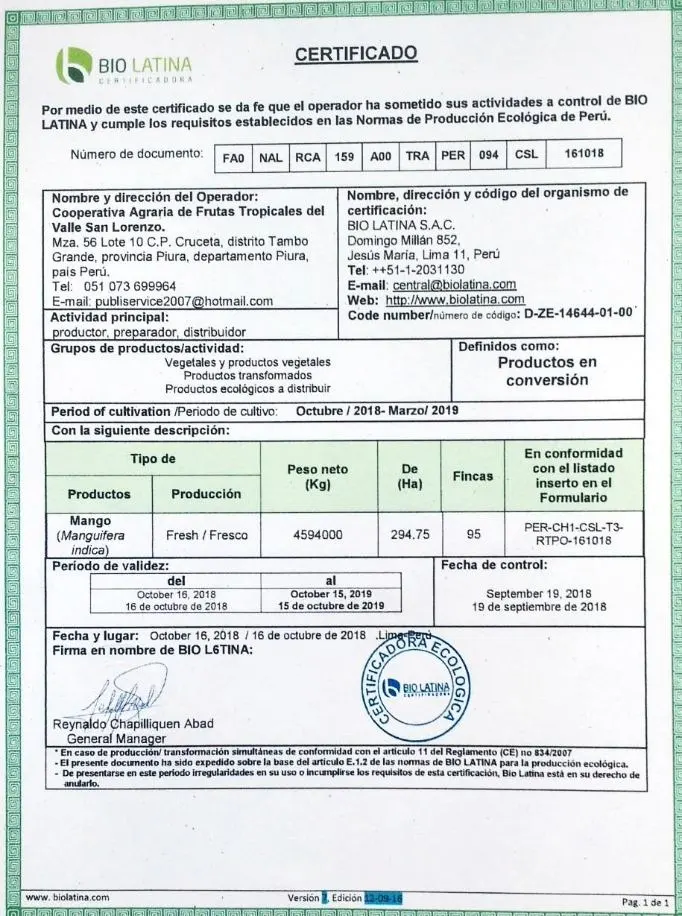 BIO LATINA
CERTIFICADORA
CERTIFICADO
Por medio de este certificado se da fe que el operador ha sometido sus actividades a control de BIO
LATINA y cumple los requisitos establecidos en las Normas de Producción Ecológica de Perú.
Número de documento: FA0 NAL RCA 159 A00 TRA PER 094 CSL 161018
Nombre y dirección del Operador:
Cooperativa Agraria de Frutas Tropicales del
Valle San Lorenzo.
Mza. 56 Lote 10 C.P. Cruceta, distrito Tambo
Grande, provincia Piura, departamento Piura,
país Perú.
Tel: 051 073 699964
E-mail: publiservice2007@hotmail.com
Nombre, dirección y código del organismo de
certificación:
BIO LATINA S.A.C.
Domingo Millán 852,
Jesús María, Lima 11, Perú
Tel: ++51-1-2031130
E-mail: central@biolatina.com
Web: http://www.biolatina.com
Code number/número de código: D-ZE-14644-01-00
Actividad principal:
productor, preparador, distribuidor
Grupos de productos/actividad:
Vegetales y productos vegetales
Productos transformados
Productos ecológicos a distribuir
Definidos como:
Productos en
conversión
Period of cultivation /Periodo de cultivo: Octubre / 2018- Marzo/ 2019
Con la siguiente descripción:
Tipo de
Productos
Producción
Peso neto
(Kg)
De
(Ha)
Fincas
En conformidad
con el listado
inserto en el
Formulario
Mango
(Manguifera
indica)
Fresh / Fresco
4594000
294.75
95
PER-CH1-CSL-T3-
RTPO-161018
Período de validez:
del al
October 16, 2018 October 15, 2019
16 de octubre de 2018 15 de octubre de 2019
Fecha de control:
September 19, 2018
19 de septiembre de 2018
Fecha y lugar: October 16, 2018 / 16 de octubre de 2018 .Lima-Perú
Firma en nombre de BIO L6TINA:
CERTIFICADORA ECOLOGICA
BIO LATINA
CERTIFICADORA
Reynaldo Chapilliquen Abad
General Manager
* En caso de producción/ transformación simultáneas de conformidad con el artículo 11 del Reglamento (CE) no 834/2007
- El presente documento ha sido expedido sobre la base del artículo E.1.2 de las normas de BIO LATINA para la producción ecológica.
- De presentarse en este período irregularidades en su uso o incumplirse los requisitos de esta certificación, Bio Latina está en su derecho de
anularlo.
www. biolatina.com
Versión 7, Edición 12-09-16
Pag. 1 de 1